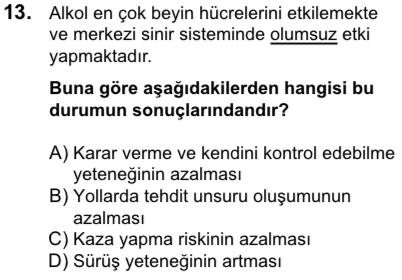 13. Alkol en çok beyin hücrelerini etkilemekte
ve merkezi sinir sisteminde olumsuz etki
yapmaktadır.
Buna göre aşağıdakilerden hangisi bu
durumun sonuçlarındandır?
A) Karar verme ve kendini kontrol edebilme
yeteneğinin azalması
B) Yollarda tehdit unsuru oluşumunun
azalması
C) Kaza yapma riskinin azalması
D) Sürüş yeteneğinin artması